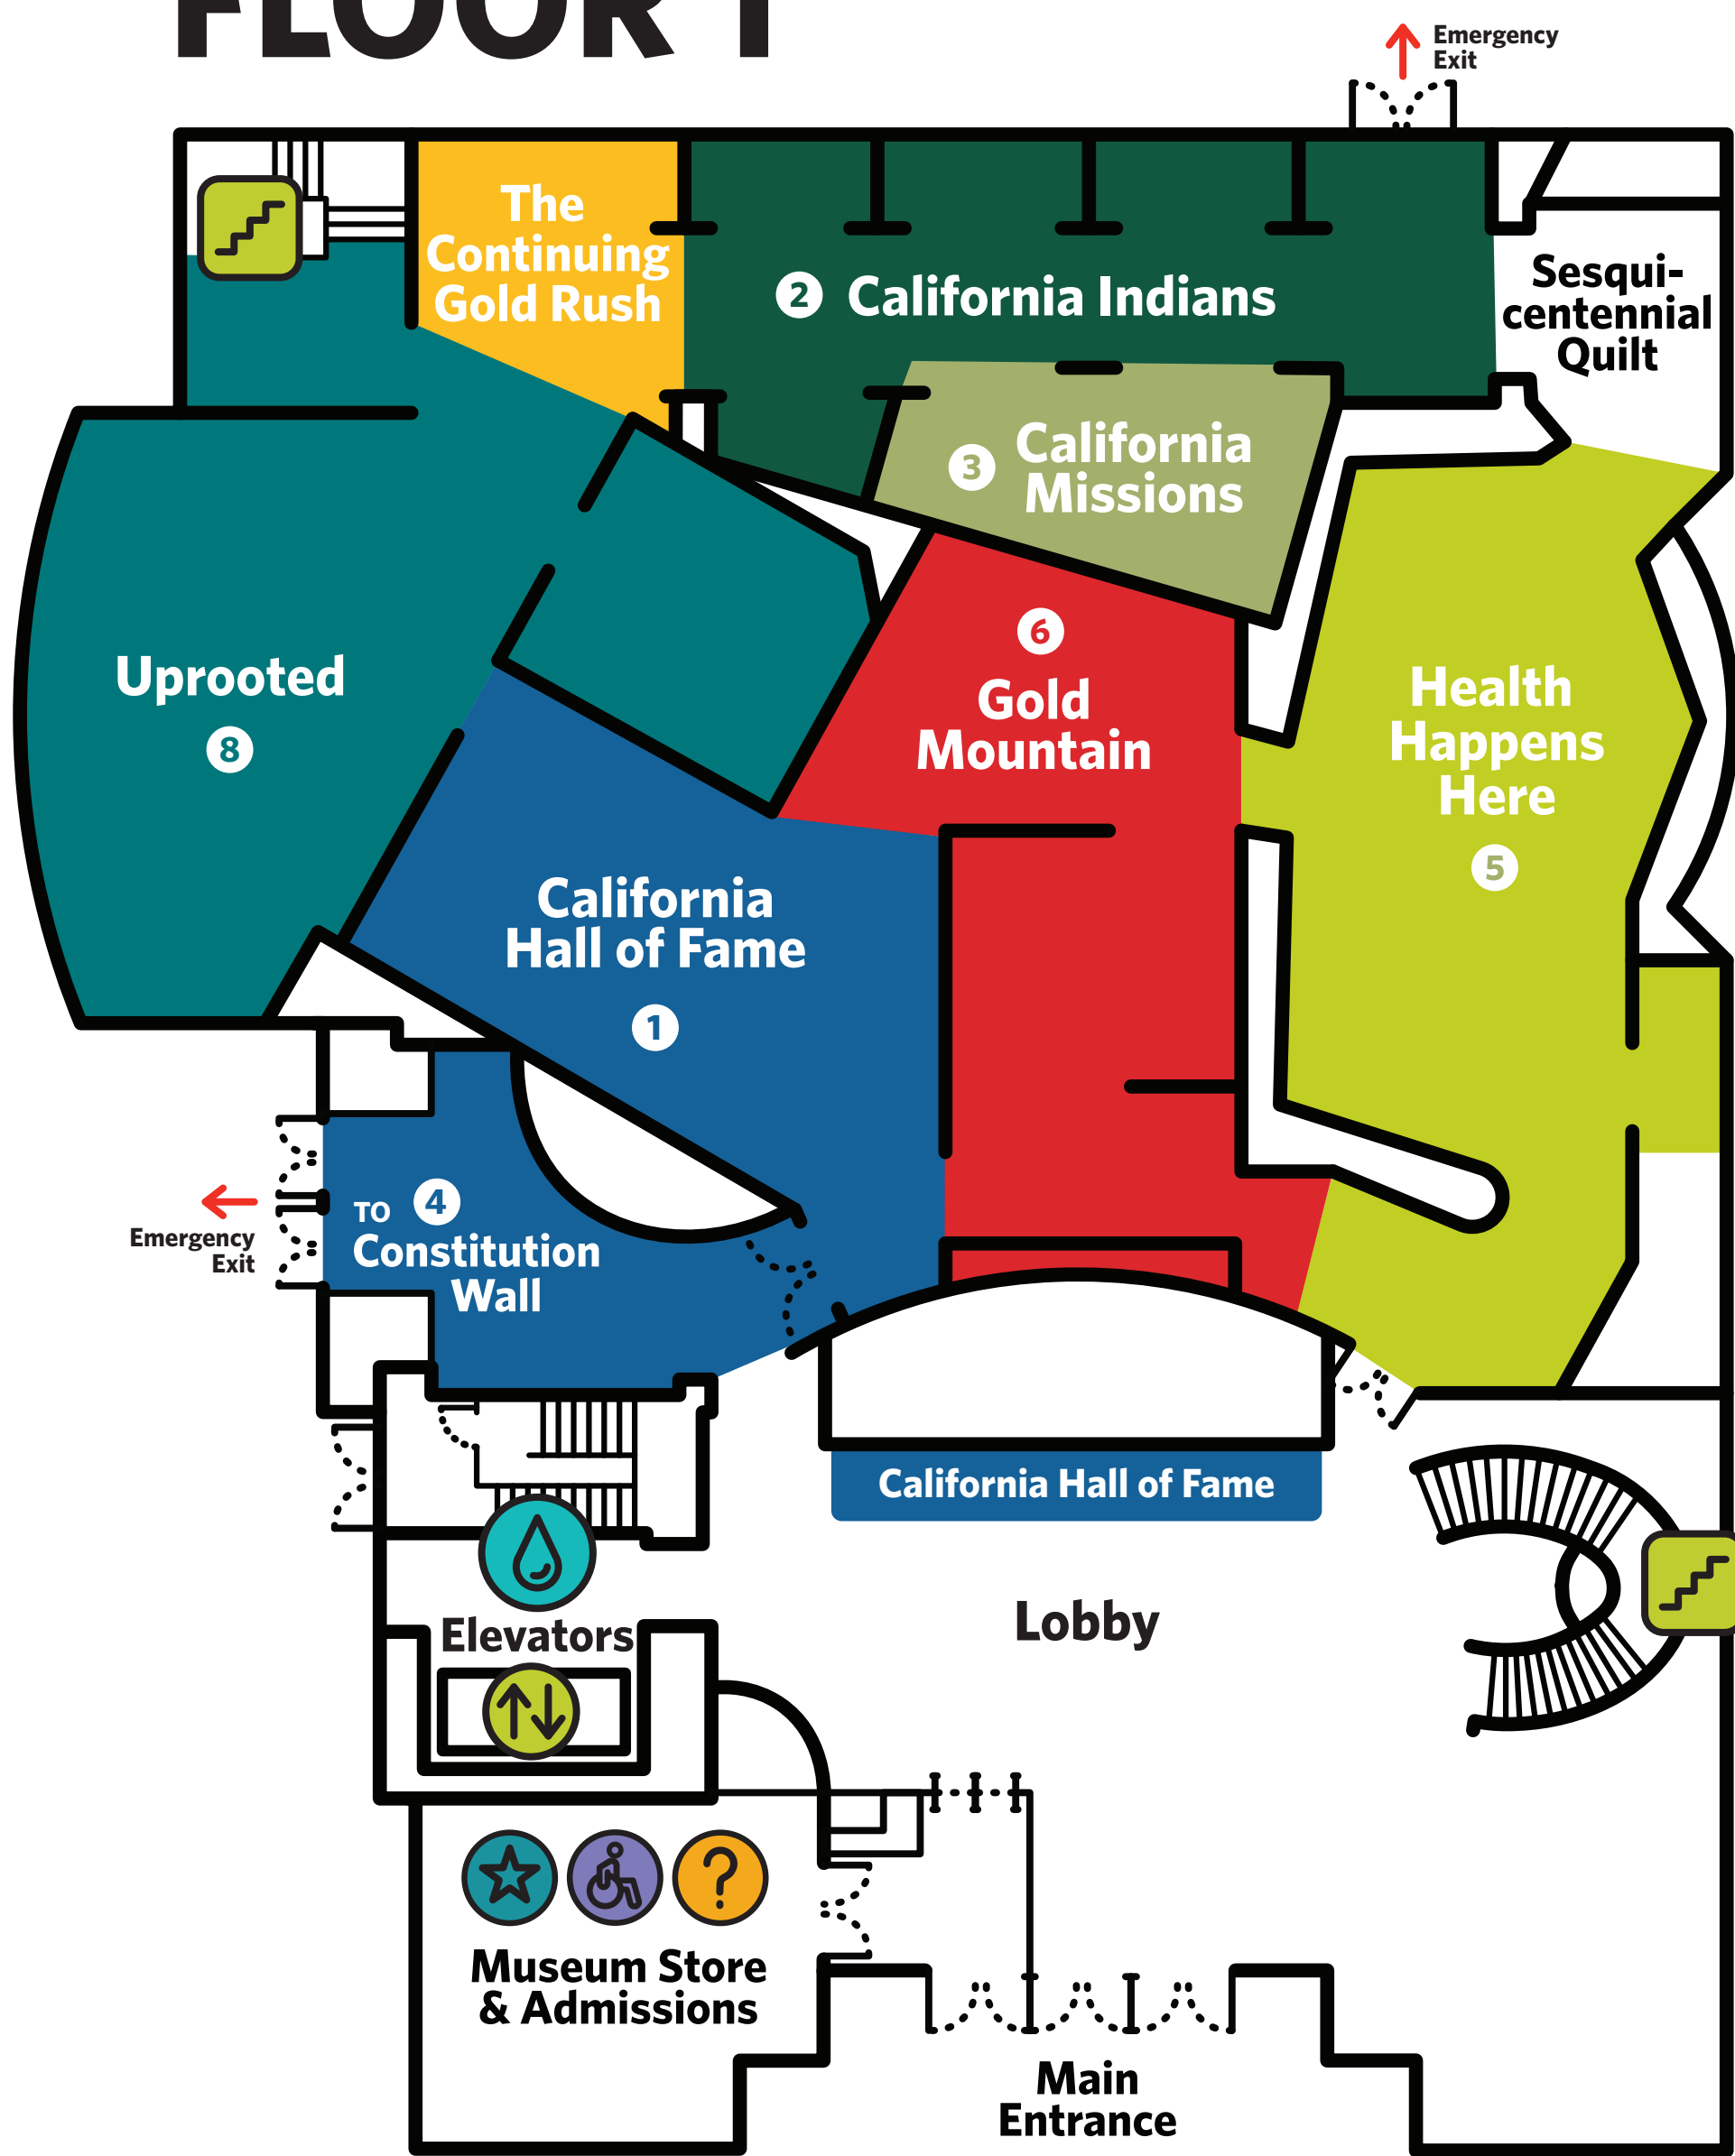 FLOOR 1
Emergency
Exit
The
Continuing
Gold Rush
2 California Indians
Sesqui-
centennial
Quilt
3 California
Missions
6
Gold
Mountain
Uprooted
8
Health
Happens
Here
5
California
Hall of Fame
1
TO 4
Constitution
Wall
Emergency
Exit
California Hall of Fame
Lobby
Elevators
?
Museum Store
& Admissions
Main
Entrance